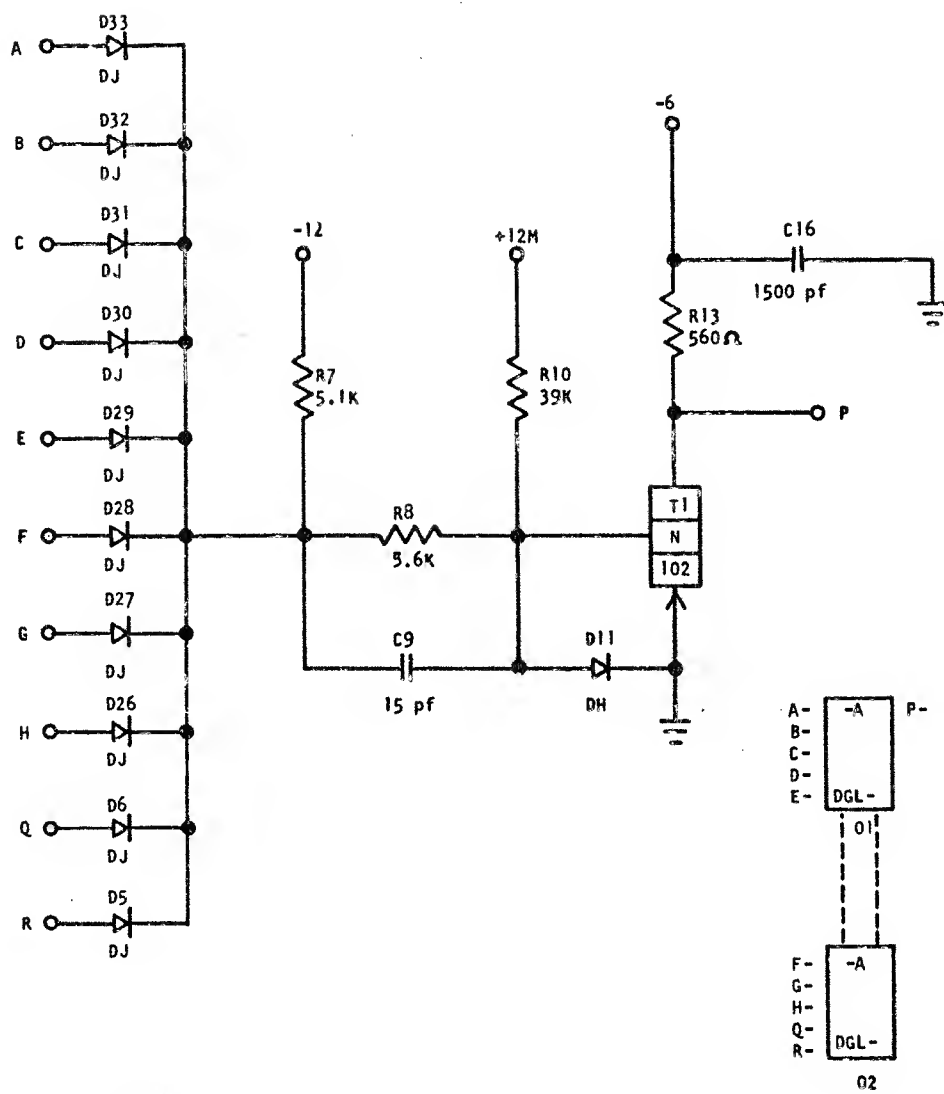 D33
A
DJ
D32
B
DJ
D31
C
DJ
D30
D
DJ
D29
E
DJ
D28
F
DJ
D27
G
DJ
D26
H
DJ
D6
Q
DJ
D5
R
DJ
-12
+12M
-6
C16
1500 pf
R7
5.1K
R10
39K
R13
560Ω
P
R8
5.6K
T1
N
102
C9
15 pf
D11
DH
A- -A P-
B-
C-
D-
E- DGL-
01
F- -A
G-
H-
Q-
R- DGL-
02